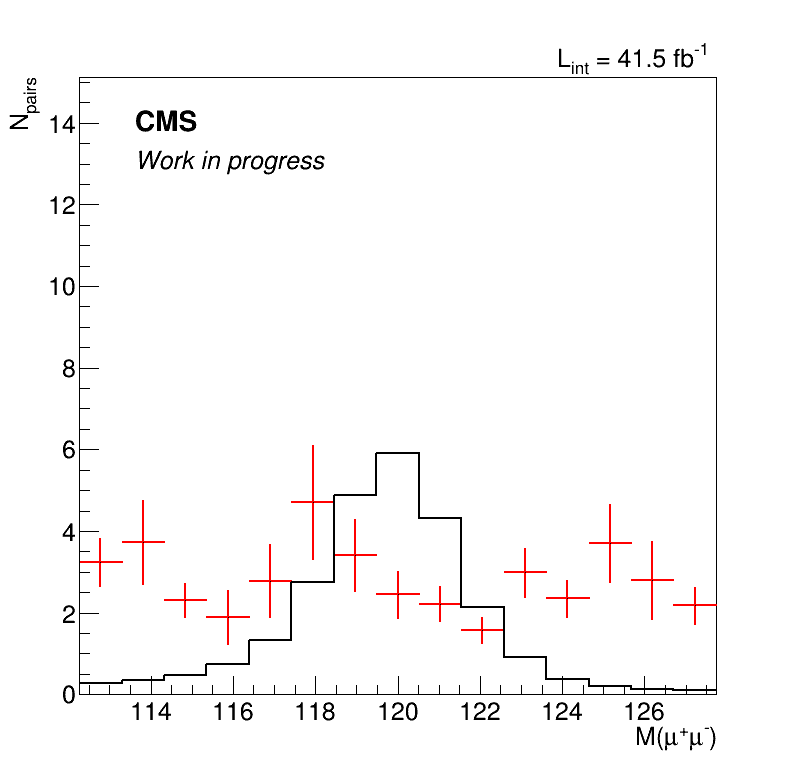 L_int = 41.5 fb^-1
N_pairs
CMS
Work in progress
14
12
10
8
6
4
2
0
114 116 118 120 122 124 126
M(μ⁺μ⁻)